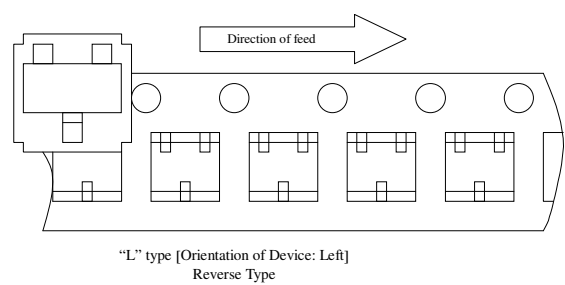 Direction of feed
“L” type [Orientation of Device: Left]
Reverse Type